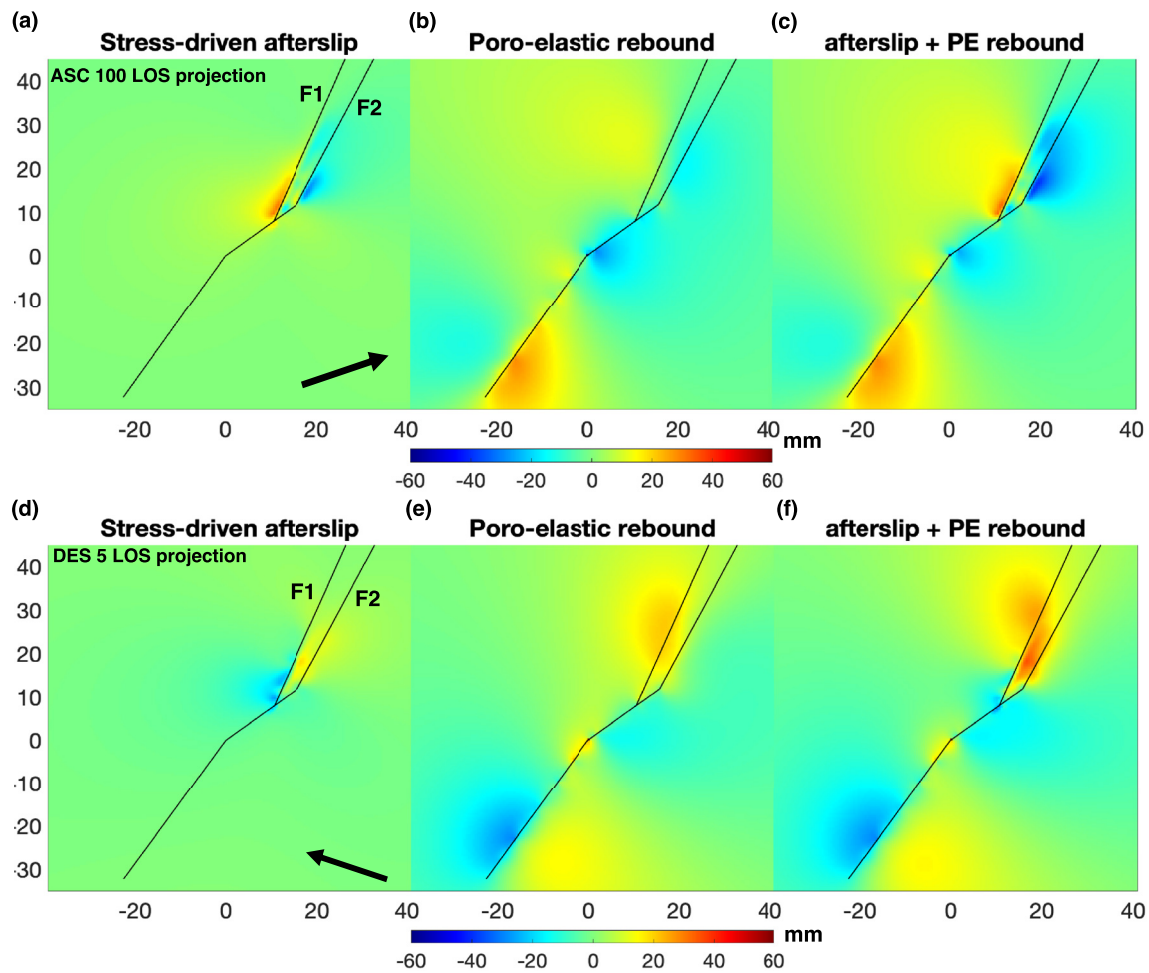 (a) (b) (c)
Stress-driven afterslip Poro-elastic rebound afterslip + PE rebound
ASC 100 LOS projection
F1
F2
40
30
20
10
0
-10
-20
-30
-20 0 20 40 -20 0 20 40
mm
-60 -40 -20 0 20 40 60
(d) (e) (f)
Stress-driven afterslip Poro-elastic rebound afterslip + PE rebound
DES 5 LOS projection
F1
F2
40
30
20
10
0
-10
-20
-30
-20 0 20 40 -20 0 20 40
mm
-60 -40 -20 0 20 40 60